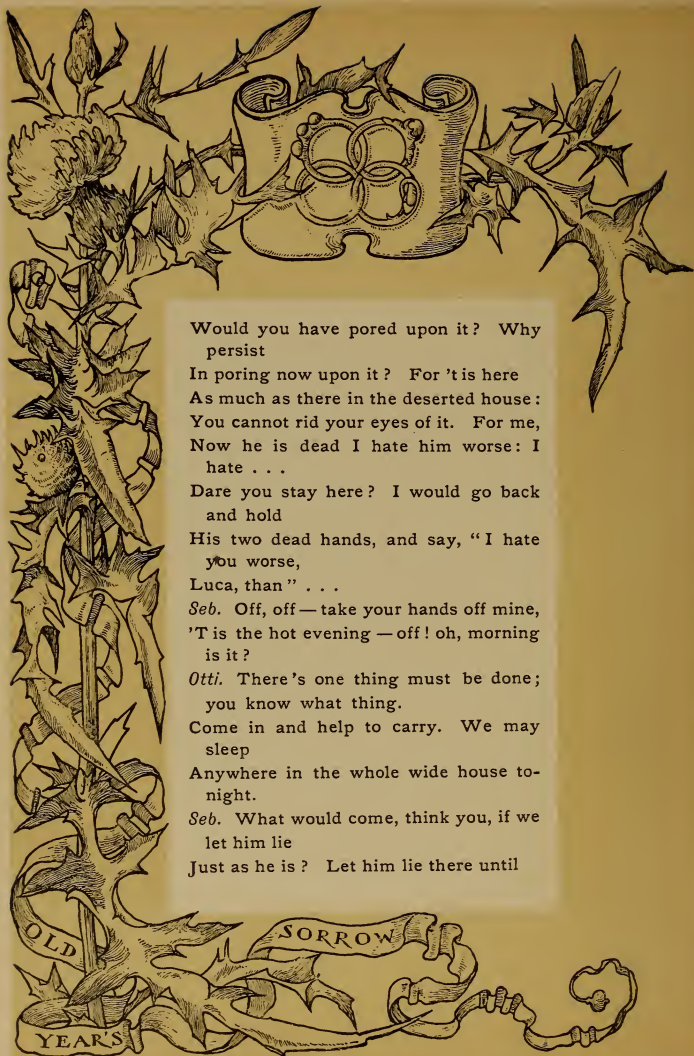 Would you have pored upon it? Why
persist
In poring now upon it? For 't is here
As much as there in the deserted house:
You cannot rid your eyes of it. For me,
Now he is dead I hate him worse: I
hate . . .
Dare you stay here? I would go back
and hold
His two dead hands, and say, "I hate
you worse,
Luca, than" . . .
Seb. Off, off — take your hands off mine,
'T is the hot evening — off! oh, morning
is it?
Otti. There's one thing must be done;
you know what thing.
Come in and help to carry. We may
sleep
Anywhere in the whole wide house to-
night.
Seb. What would come, think you, if we
let him lie
Just as he is? Let him lie there until
OLD
SORROW
YEAR'S